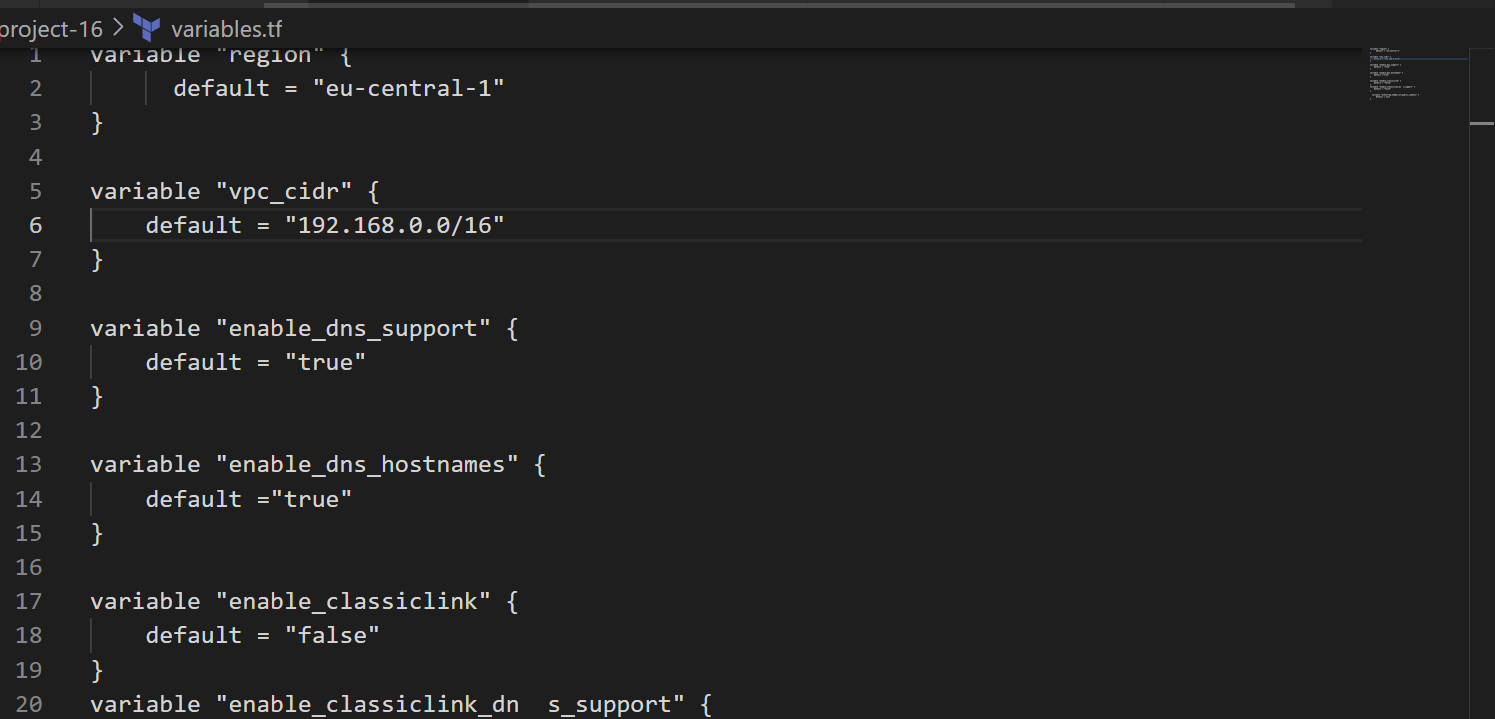 project-16 > variables.tf
1 variable "region" {
2 default = "eu-central-1"
3 }
4
5 variable "vpc_cidr" {
6 default = "192.168.0.0/16"
7 }
8
9 variable "enable_dns_support" {
10 default = "true"
11 }
12
13 variable "enable_dns_hostnames" {
14 default ="true"
15 }
16
17 variable "enable_classiclink" {
18 default = "false"
19 }
20 variable "enable_classiclink_dn  s_support" {